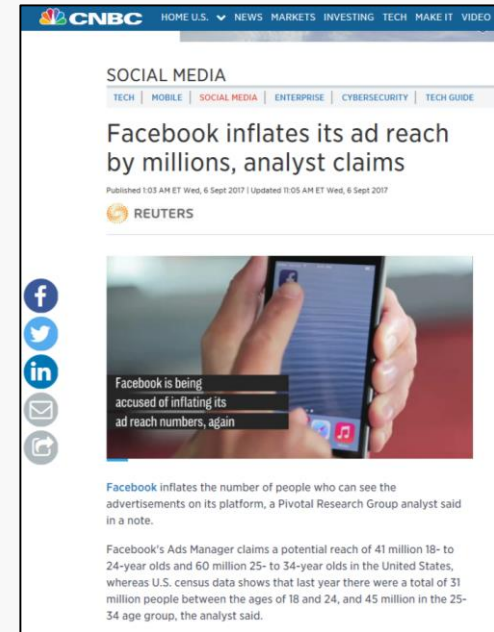 CNBC HOME U.S. NEWS MARKETS INVESTING TECH MAKE IT VIDEO
SOCIAL MEDIA
TECH | MOBILE | SOCIAL MEDIA | ENTERPRISE | CYBERSECURITY | TECH GUIDE
Facebook inflates its ad reach
by millions, analyst claims
Published 1:03 AM ET Wed, 6 Sept 2017 | Updated 11:05 AM ET Wed, 6 Sept 2017
REUTERS
f
in
Facebook is being
accused of inflating its
ad reach numbers, again
Facebook inflates the number of people who can see the
advertisements on its platform, a Pivotal Research Group analyst said
in a note.
Facebook's Ads Manager claims a potential reach of 41 million 18- to
24-year olds and 60 million 25- to 34-year olds in the United States,
whereas U.S. census data shows that last year there were a total of 31
million people between the ages of 18 and 24, and 45 million in the 25-
34 age group, the analyst said.